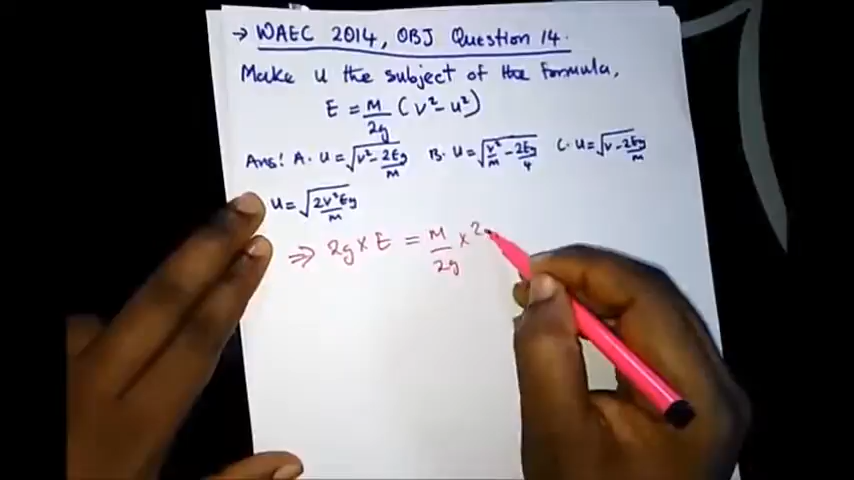 → WAEC 2014, OBJ Question 14.
Make u the subject of the formula,
E = M/2g (v² - u²)
Ans! A. u = √(v² - 2Eg/M) B. u = √(v²/m - 2Eg/4) C. u = √(v - 2Eg/m)
u = √(2v²Eg/m)
⇒ 2g x E = M/2g x 2